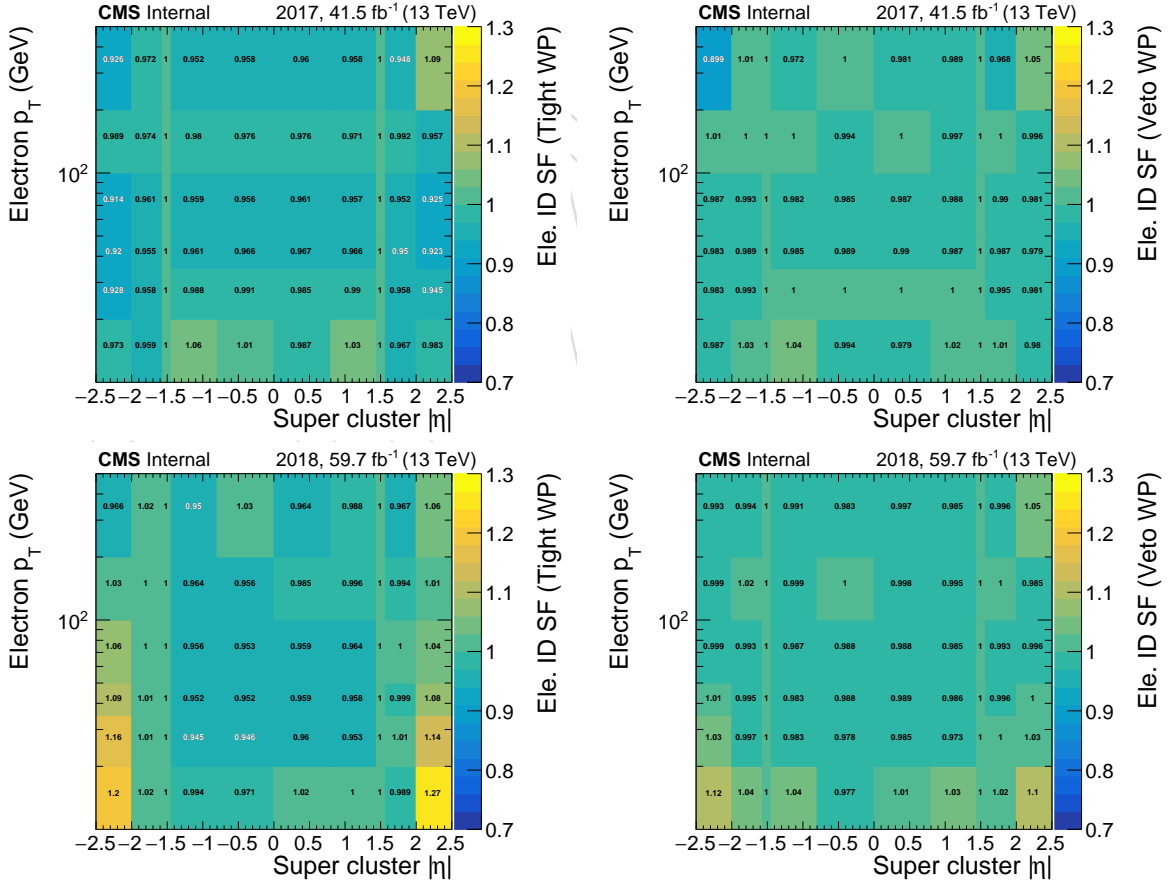 CMS Internal 2017, 41.5 fb⁻¹ (13 TeV)
Electron p_T (GeV)
10²
0.926 0.972 1 0.952 0.958 0.96 0.958 1 0.948 1.09
0.989 0.974 1 0.98 0.976 0.976 0.971 1 0.992 0.957
0.914 0.961 1 0.959 0.956 0.961 0.957 1 0.952 0.925
0.92 0.955 1 0.961 0.966 0.967 0.966 1 0.95 0.923
0.928 0.958 1 0.988 0.991 0.985 0.99 1 0.958 0.945
0.973 0.959 1 1.06 1.01 0.987 1.03 1 0.967 0.983
−2.5 −2 −1.5 −1 −0.5 0 0.5 1 1.5 2 2.5
Super cluster |η|
1.3
1.2
1.1
1
0.9
0.8
0.7
Ele. ID SF (Tight WP)
CMS Internal 2017, 41.5 fb⁻¹ (13 TeV)
Electron p_T (GeV)
10²
0.899 1.01 1 0.972 1 0.981 0.989 1 0.968 1.05
1.01 1 1 1 0.994 1 0.997 1 1 0.996
0.987 0.993 1 0.982 0.985 0.987 0.988 1 0.99 0.981
0.983 0.989 1 0.985 0.989 0.99 0.987 1 0.987 0.979
0.983 0.993 1 1 1 1 1 1 0.995 0.981
0.987 1.03 1 1.04 0.994 0.979 1.02 1 1.01 0.98
−2.5 −2 −1.5 −1 −0.5 0 0.5 1 1.5 2 2.5
Super cluster |η|
1.3
1.2
1.1
1
0.9
0.8
0.7
Ele. ID SF (Veto WP)
CMS Internal 2018, 59.7 fb⁻¹ (13 TeV)
Electron p_T (GeV)
10²
0.966 1.02 1 0.95 1.03 0.964 0.988 1 0.967 1.06
1.03 1 1 0.964 0.956 0.985 0.996 1 0.994 1.01
1.06 1 1 0.956 0.953 0.959 0.964 1 1 1.04
1.09 1.01 1 0.952 0.952 0.959 0.958 1 0.999 1.08
1.16 1.01 1 0.945 0.946 0.96 0.953 1 1.01 1.14
1.2 1.02 1 0.994 0.971 1.02 1 1 0.989 1.27
−2.5 −2 −1.5 −1 −0.5 0 0.5 1 1.5 2 2.5
Super cluster |η|
1.3
1.2
1.1
1
0.9
0.8
0.7
Ele. ID SF (Tight WP)
CMS Internal 2018, 59.7 fb⁻¹ (13 TeV)
Electron p_T (GeV)
10²
0.993 0.994 1 0.991 0.983 0.997 0.985 1 0.996 1.05
0.999 1.02 1 0.999 1 0.998 0.995 1 1 0.985
0.999 0.993 1 0.987 0.988 0.988 0.985 1 0.993 0.996
1.01 0.995 1 0.983 0.988 0.989 0.986 1 0.996 1
1.03 0.997 1 0.983 0.978 0.985 0.973 1 1 1.03
1.12 1.04 1 1.04 0.977 1.01 1.03 1 1.02 1.1
−2.5 −2 −1.5 −1 −0.5 0 0.5 1 1.5 2 2.5
Super cluster |η|
1.3
1.2
1.1
1
0.9
0.8
0.7
Ele. ID SF (Veto WP)